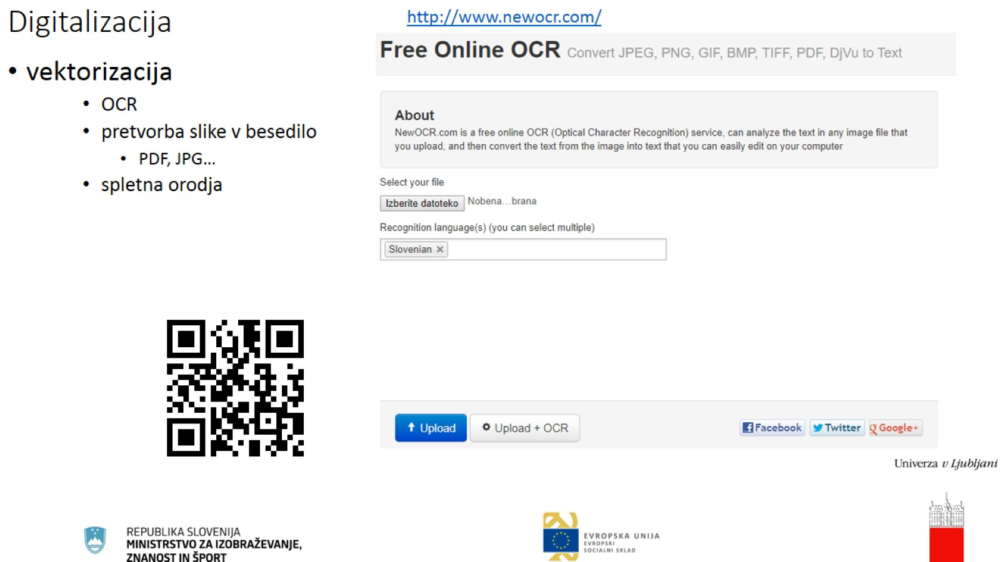 Digitalizacija
• vektorizacija
• OCR
• pretvorba slike v besedilo
• PDF, JPG...
• spletna orodja
http://www.newocr.com/
Free Online OCR Convert JPEG, PNG, GIF, BMP, TIFF, PDF, DjVu to Text
About
NewOCR.com is a free online OCR (Optical Character Recognition) service, can analyze the text in any image file that
you upload, and then convert the text from the image into text that you can easily edit on your computer
Select your file
Izberite datoteko Nobena...brana
Recognition language(s) (you can select multiple)
Slovenian ×
Upload Upload + OCR
Facebook Twitter Google+
Univerza v Ljubljani
REPUBLIKA SLOVENIJA
MINISTRSTVO ZA IZOBRAŽEVANJE,
ZNANOST IN ŠPORT
EVROPSKA UNIJA
EVROPSKI
SOCIALNI SKLAD